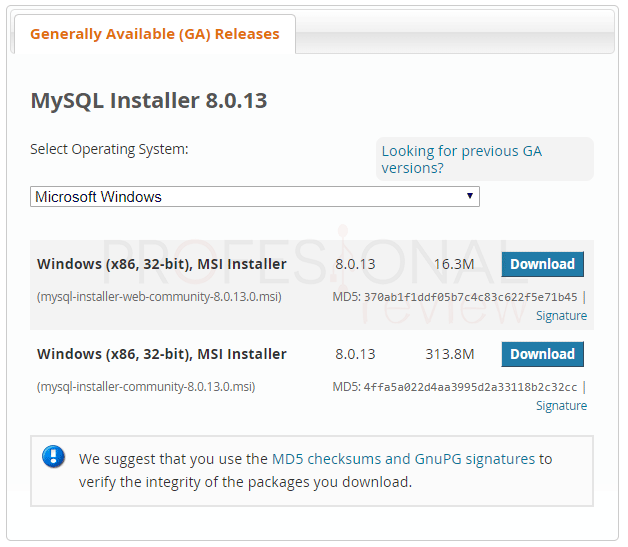 Generally Available (GA) Releases
MySQL Installer 8.0.13
Select Operating System:
Looking for previous GA
versions?
Microsoft Windows
PROFESIONAL
review
Windows (x86, 32-bit), MSI Installer 8.0.13 16.3M Download
(mysql-installer-web-community-8.0.13.0.msi) MD5: 370ab1f1ddf05b7c4c83c622f5e71b45 |
Signature
Windows (x86, 32-bit), MSI Installer 8.0.13 313.8M Download
(mysql-installer-community-8.0.13.0.msi) MD5: 4ffa5a022d4aa3995d2a33118b2c32cc |
Signature
We suggest that you use the MD5 checksums and GnuPG signatures to
verify the integrity of the packages you download.